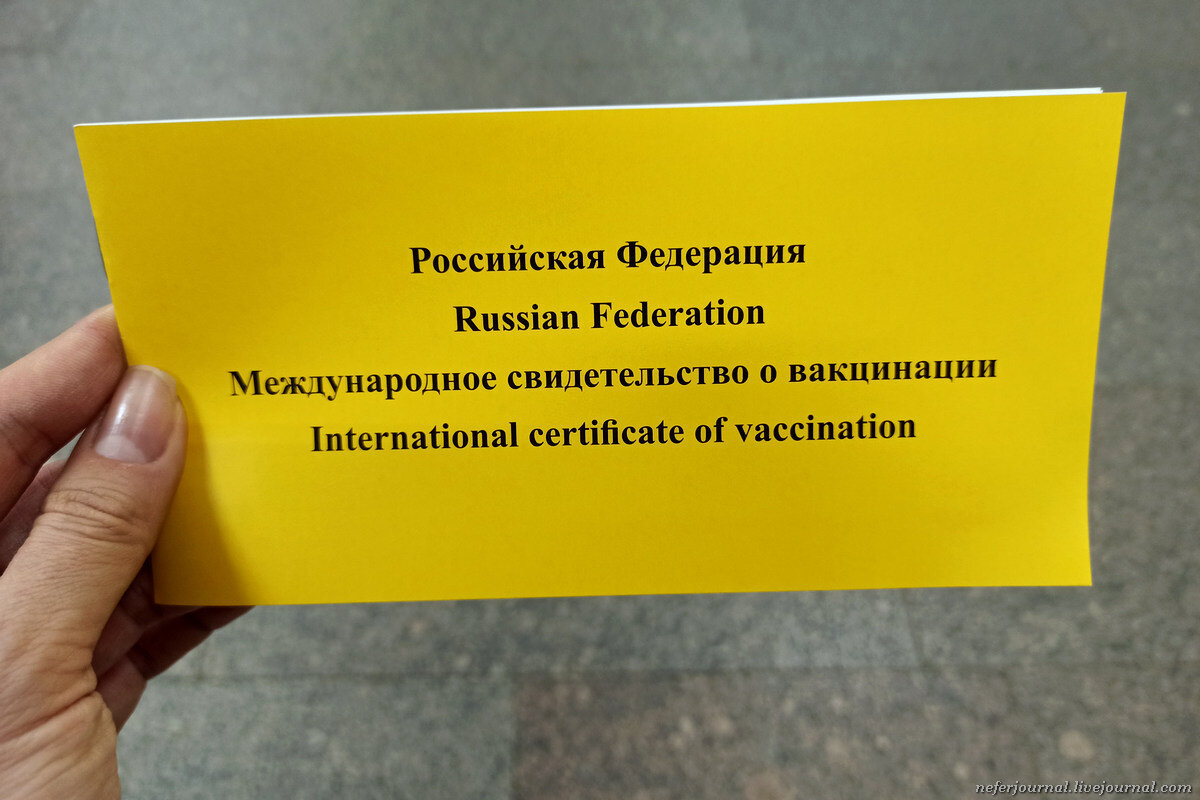 Российская Федерация
Russian Federation
Международное свидетельство о вакцинации
International certificate of vaccination
neferjournal.livejournal.com